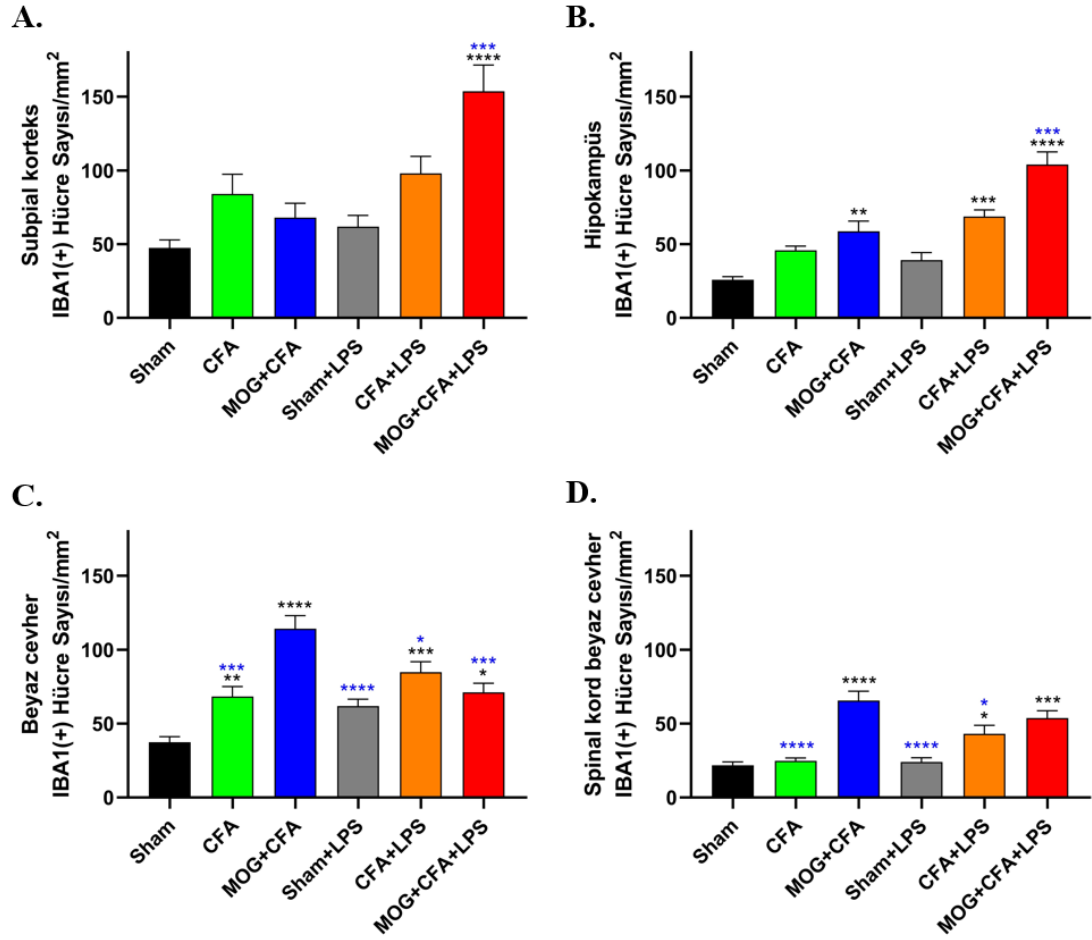 A.
Subpial korteks
IBA1(+) Hücre Sayısı/mm²
150
100
50
0
***
****
Sham
CFA
MOG+CFA
Sham+LPS
CFA+LPS
MOG+CFA+LPS
B.
Hipokampüs
IBA1(+) Hücre Sayısı/mm²
150
100
50
0
**
***
***
****
Sham
CFA
MOG+CFA
Sham+LPS
CFA+LPS
MOG+CFA+LPS
C.
Beyaz cevher
IBA1(+) Hücre Sayısı/mm²
150
100
50
0
***
**
****
****
*
***
***
*
Sham
CFA
MOG+CFA
Sham+LPS
CFA+LPS
MOG+CFA+LPS
D.
Spinal kord beyaz cevher
IBA1(+) Hücre Sayısı/mm²
150
100
50
0
****
****
****
*
*
***
Sham
CFA
MOG+CFA
Sham+LPS
CFA+LPS
MOG+CFA+LPS